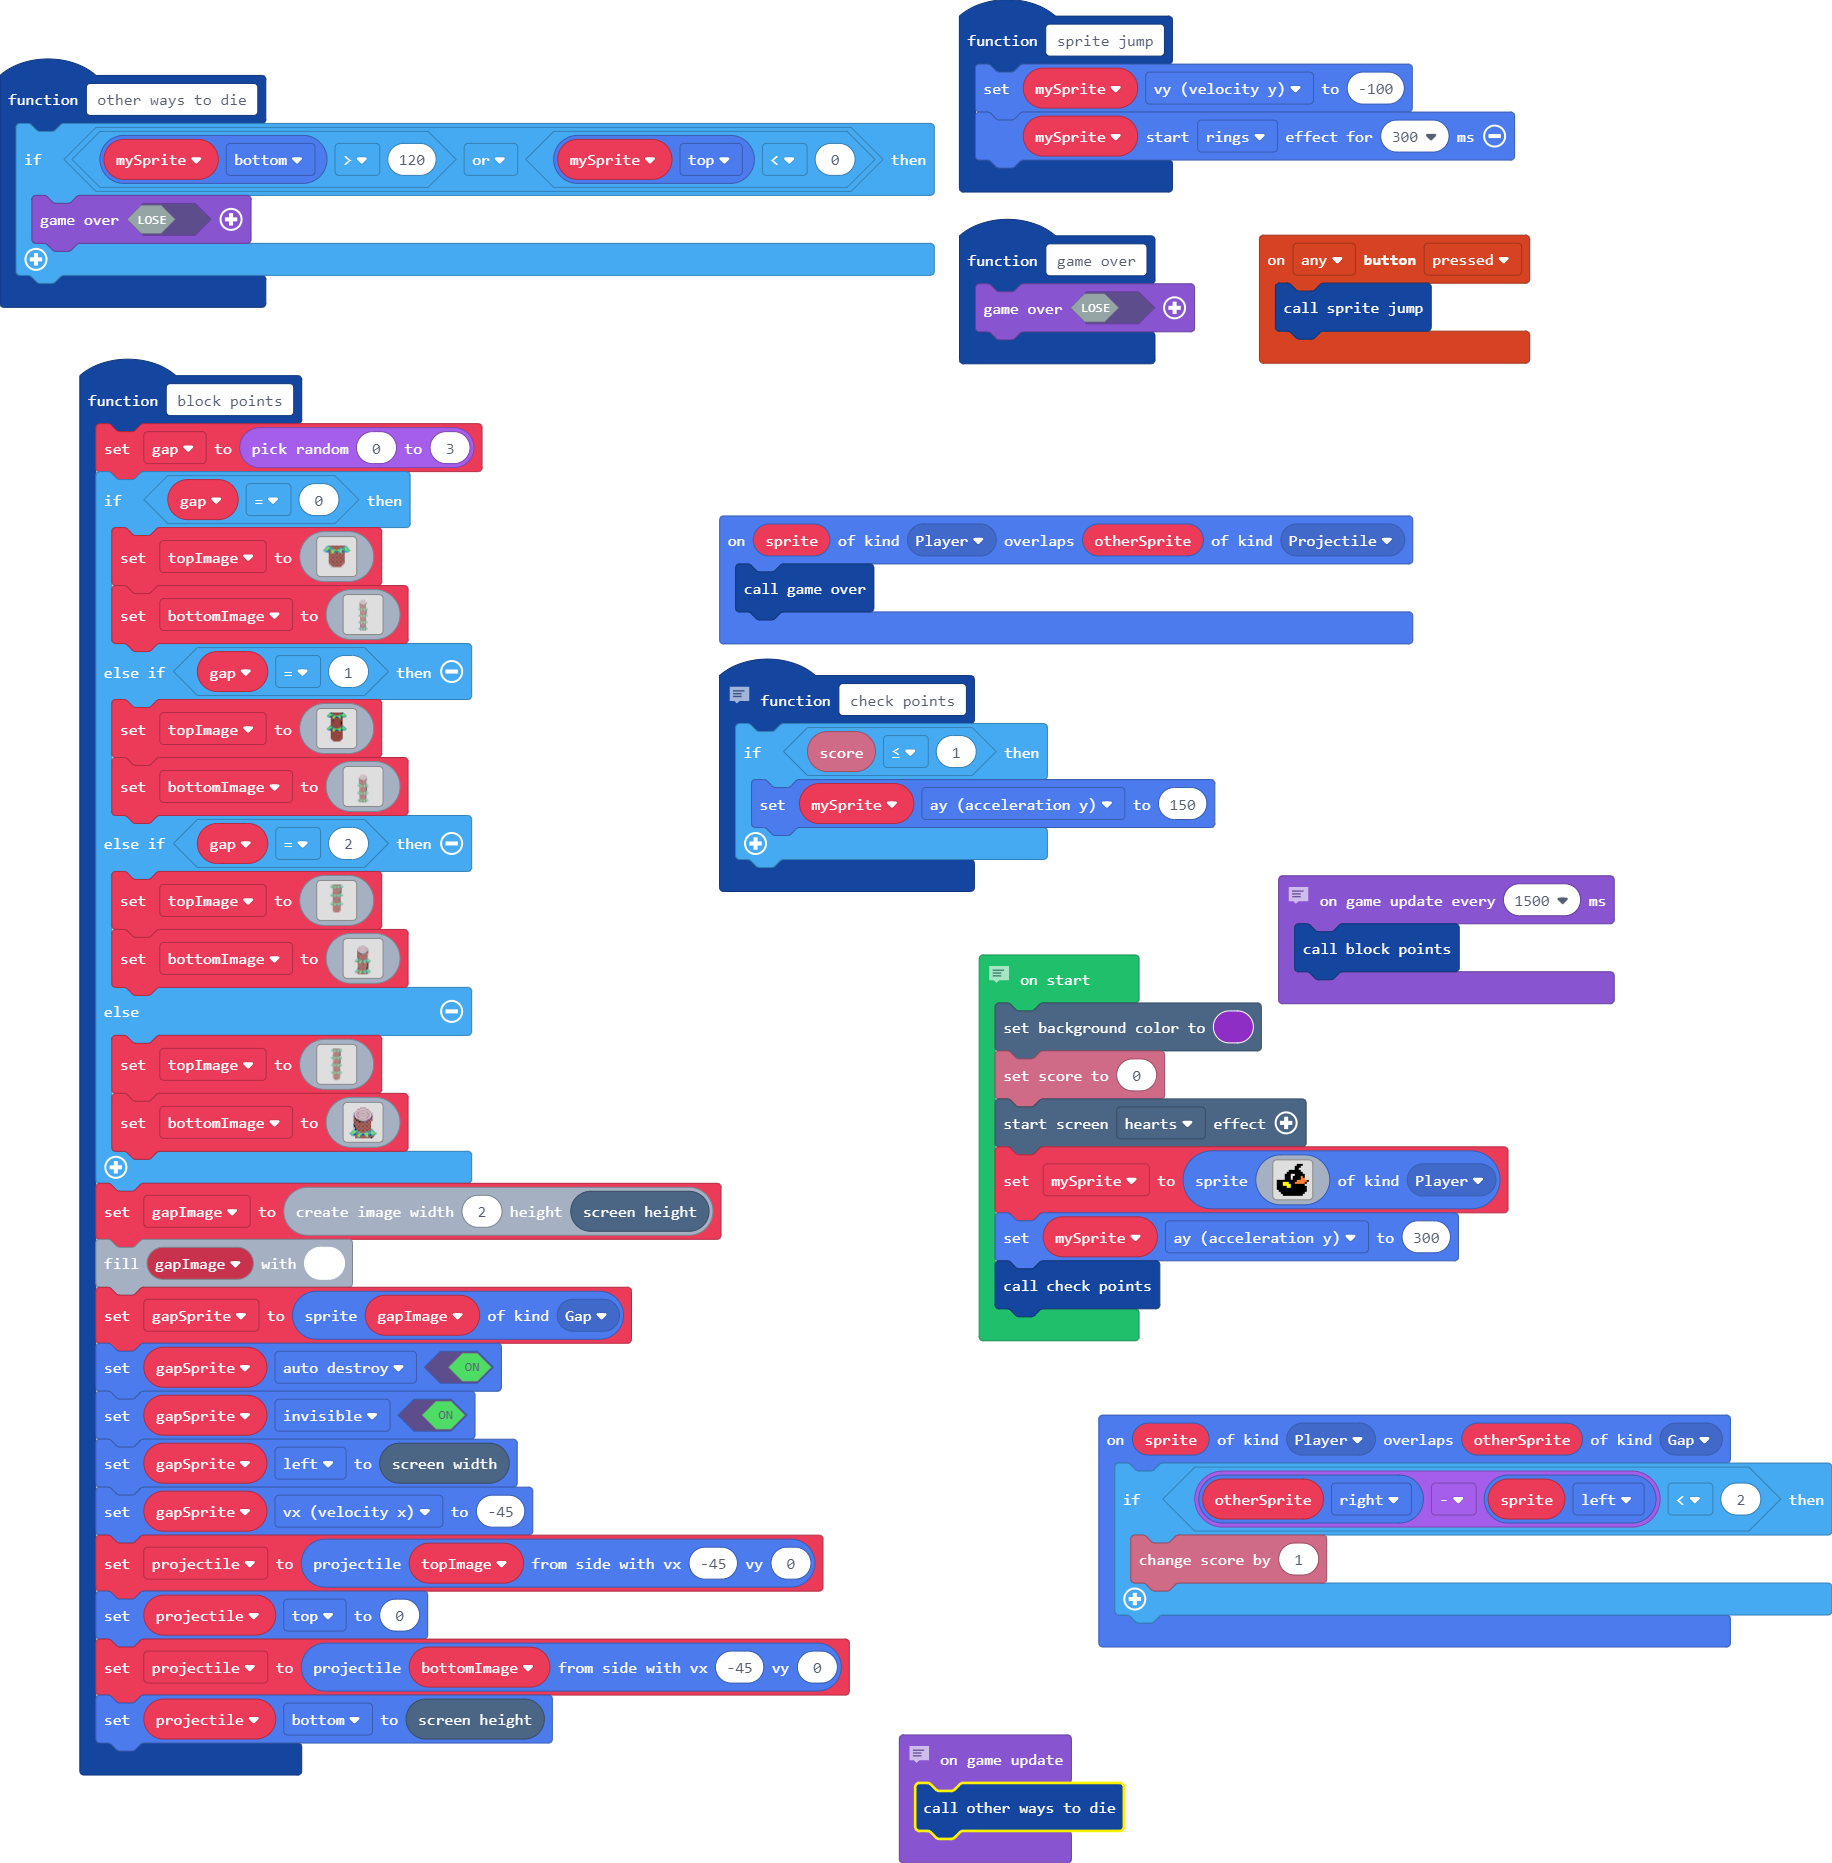 function other ways to die
if mySprite bottom > 120 or mySprite top < 0 then
game over LOSE
function sprite jump
set mySprite vy (velocity y) to -100
mySprite start rings effect for 300 ms
function game over
game over LOSE
on any button pressed
call sprite jump
function block points
set gap to pick random 0 to 3
if gap = 0 then
set topImage to
set bottomImage to
else if gap = 1 then
set topImage to
set bottomImage to
else if gap = 2 then
set topImage to
set bottomImage to
else
set topImage to
set bottomImage to
set gapImage to create image width 2 height screen height
fill gapImage with
set gapSprite to sprite gapImage of kind Gap
set gapSprite auto destroy ON
set gapSprite invisible ON
set gapSprite left to screen width
set gapSprite vx (velocity x) to -45
set projectile to projectile topImage from side with vx -45 vy 0
set projectile top to 0
set projectile to projectile bottomImage from side with vx -45 vy 0
set projectile bottom to screen height
on sprite of kind Player overlaps otherSprite of kind Projectile
call game over
function check points
if score ≤ 1 then
set mySprite ay (acceleration y) to 150
on game update every 1500 ms
call block points
on start
set background color to
set score to 0
start screen hearts effect
set mySprite to sprite of kind Player
set mySprite ay (acceleration y) to 300
call check points
on sprite of kind Player overlaps otherSprite of kind Gap
if otherSprite right - sprite left < 2 then
change score by 1
on game update
call other ways to die